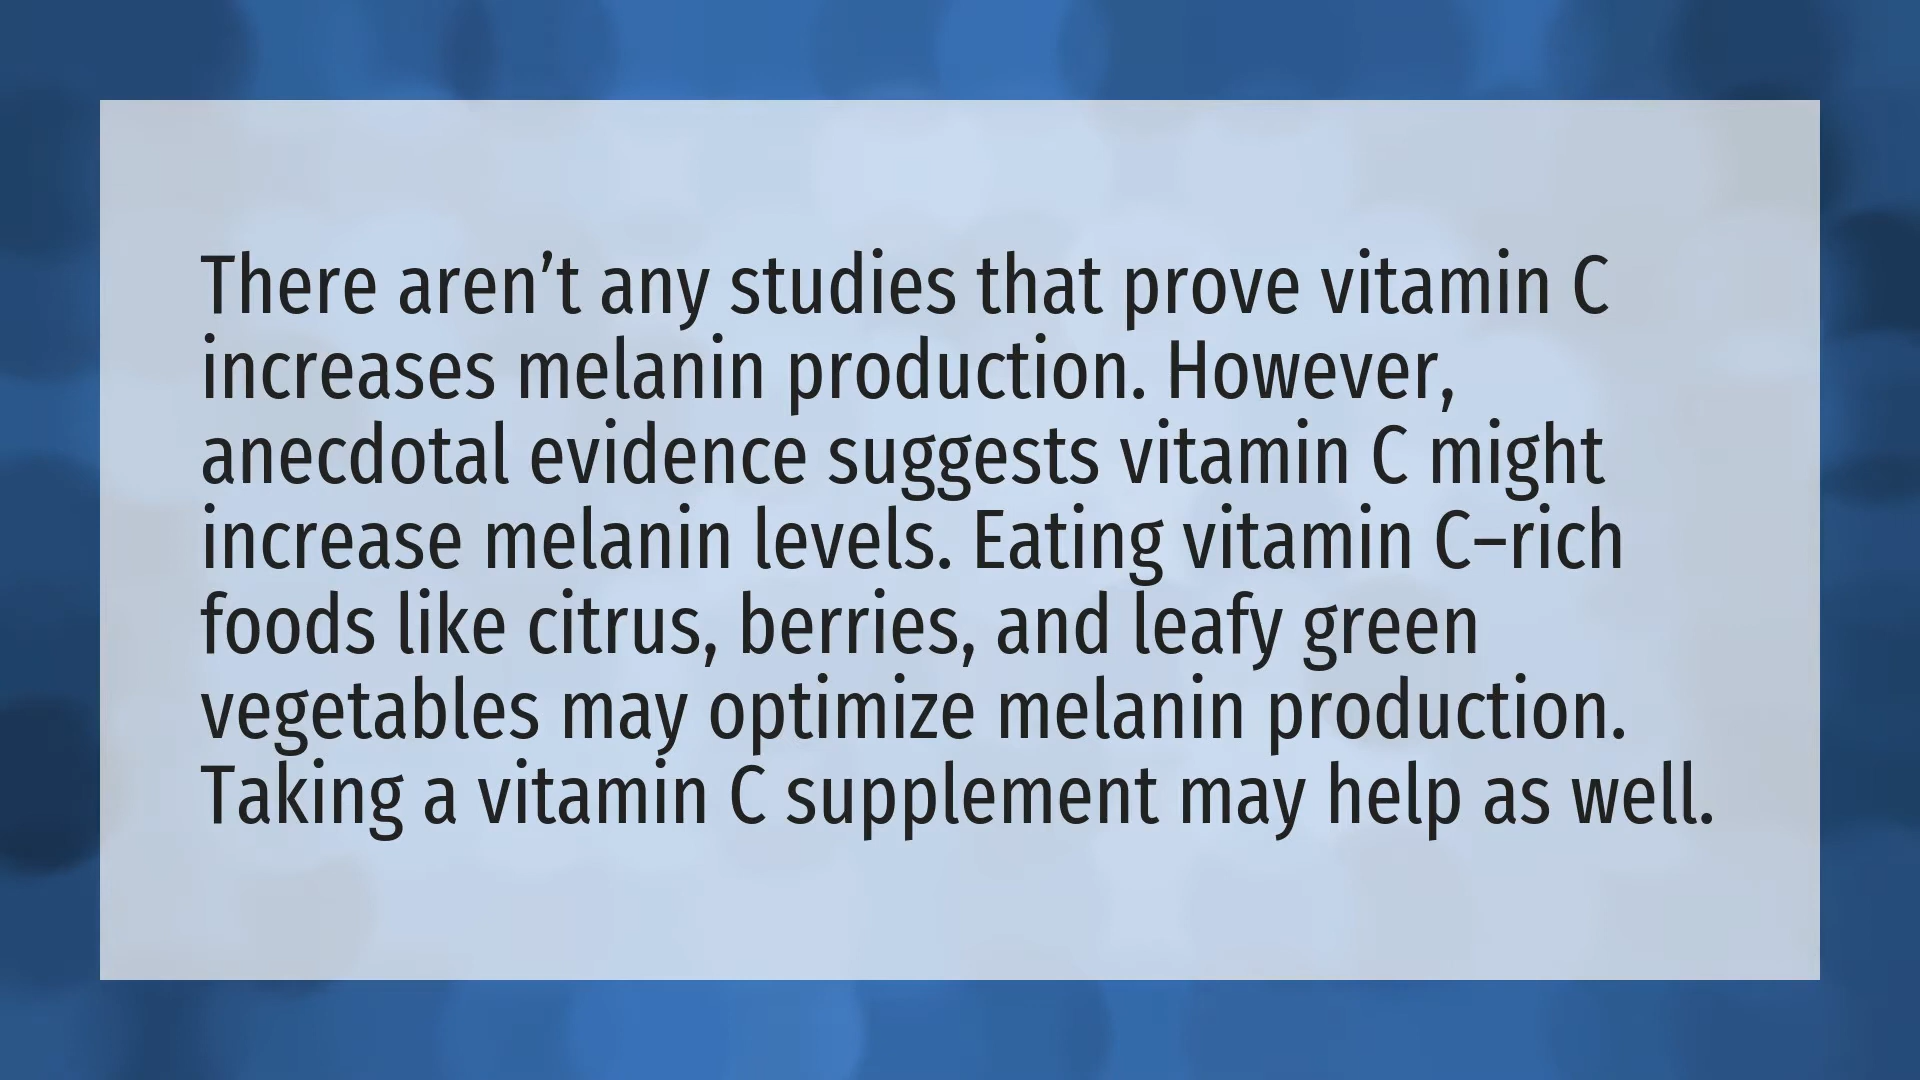 There aren’t any studies that prove vitamin C
increases melanin production. However,
anecdotal evidence suggests vitamin C might
increase melanin levels. Eating vitamin C–rich
foods like citrus, berries, and leafy green
vegetables may optimize melanin production.
Taking a vitamin C supplement may help as well.